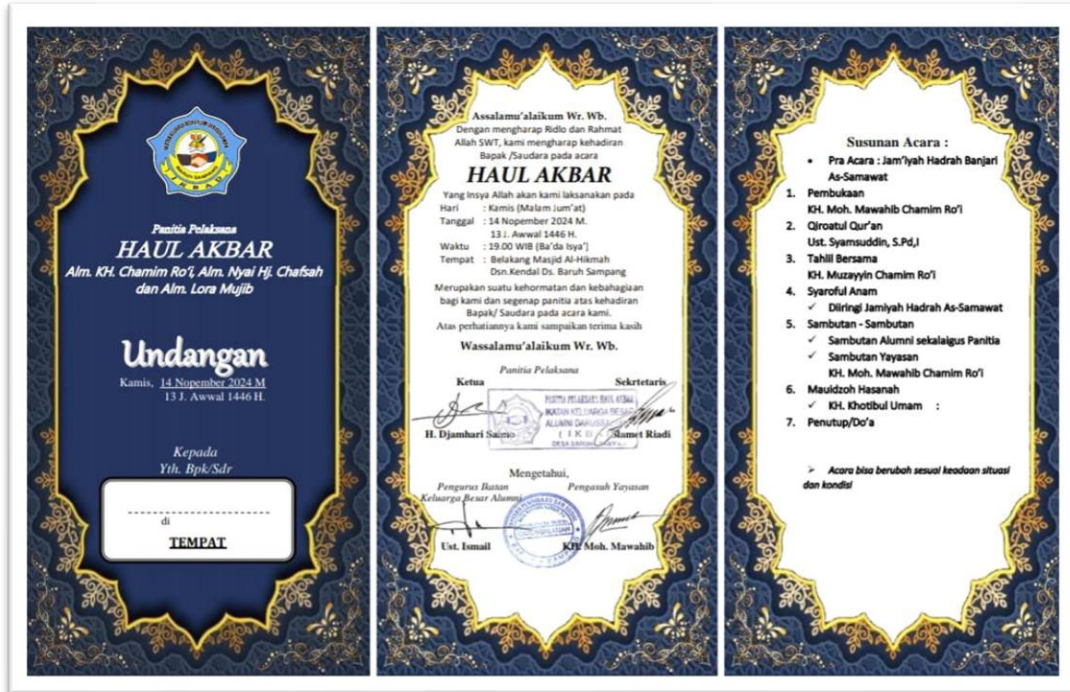 IKBAD
Panitia Pelaksana
HAUL AKBAR
Alm. KH. Chamim Ro'i, Alm. Nyai Hj. Chafsah
dan Alm. Lora Mujib
Undangan
Kamis, 14 Nopember 2024 M
13 J. Awwal 1446 H.
Kepada
Yth. Bpk/Sdr
di
TEMPAT
Assalamu'alaikum Wr. Wb.
Dengan mengharap Ridlo dan Rahmat
Allah SWT, kami mengharap kehadiran
Bapak /Saudara pada acara
HAUL AKBAR
Yang Insya Allah akan kami laksanakan pada
Hari : Kamis (Malam Jum'at)
Tanggal : 14 Nopember 2024 M.
13 J. Awwal 1446 H.
Waktu : 19.00 WIB (Ba'da Isya')
Tempat : Belakang Masjid Al-Hikmah
Dsn.Kendal Ds. Baruh Sampang
Merupakan suatu kehormatan dan kebahagiaan
bagi kami dan segenap panitia atas kehadiran
Bapak/ Saudara pada acara kami.
Atas perhatiannya kami sampaikan terima kasih
Wassalamu'alaikum Wr. Wb.
Panitia Pelaksana
Ketua Sekrtetaris
PANITIA PELAKSANA HAUL AKBAR
IKATAN KELUARGA BESAR
ALUMNI
H. Djamhari Slamet Riadi
Mengetahui,
Pengurus Ikatan Pengasuh Yayasan
Keluarga Besar Alumni
Ust. Ismail KH. Moh. Mawahib
Susunan Acara :
• Pra Acara : Jam'iyah Hadrah Banjari
As-Samawat
1. Pembukaan
KH. Moh. Mawahib Chamim Ro'i
2. Qiroatul Qur'an
Ust. Syamsuddin, S.Pd,I
3. Tahlil Bersama
KH. Muzayyin Chamim Ro'i
4. Syaroful Anam
✓ Diiringi Jamiyah Hadrah As-Samawat
5. Sambutan - Sambutan
✓ Sambutan Alumni sekalaigus Panitia
✓ Sambutan Yayasan
KH. Moh. Mawahib Chamim Ro'i
6. Mauidzoh Hasanah
✓ KH. Khotibul Umam :
7. Penutup/Do'a
➢ Acara bisa berubah sesuai keadaan situasi
dan kondisi